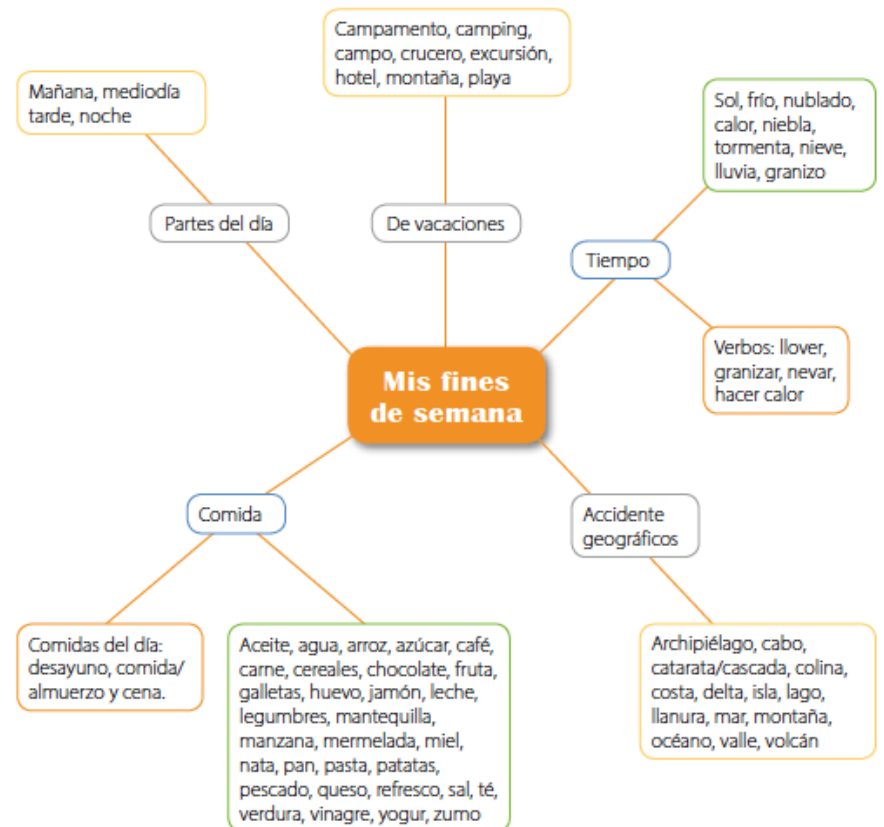 Campamento, camping,
campo, crucero, excursión,
hotel, montaña, playa
Mañana, mediodía
tarde, noche
Sol, frío, nublado,
calor, niebla,
tormenta, nieve,
lluvia, granizo
Partes del día
De vacaciones
Tiempo
Verbos: llover,
granizar, nevar,
hacer calor
Mis fines
de semana
Comida
Accidente
geográficos
Comidas del día:
desayuno, comida/
almuerzo y cena.
Aceite, agua, arroz, azúcar, café,
carne, cereales, chocolate, fruta,
galletas, huevo, jamón, leche,
legumbres, mantequilla,
manzana, mermelada, miel,
nata, pan, pasta, patatas,
pescado, queso, refresco, sal, té,
verdura, vinagre, yogur, zumo
Archipiélago, cabo,
catarata/cascada, colina,
costa, delta, isla, lago,
llanura, mar, montaña,
océano, valle, volcán